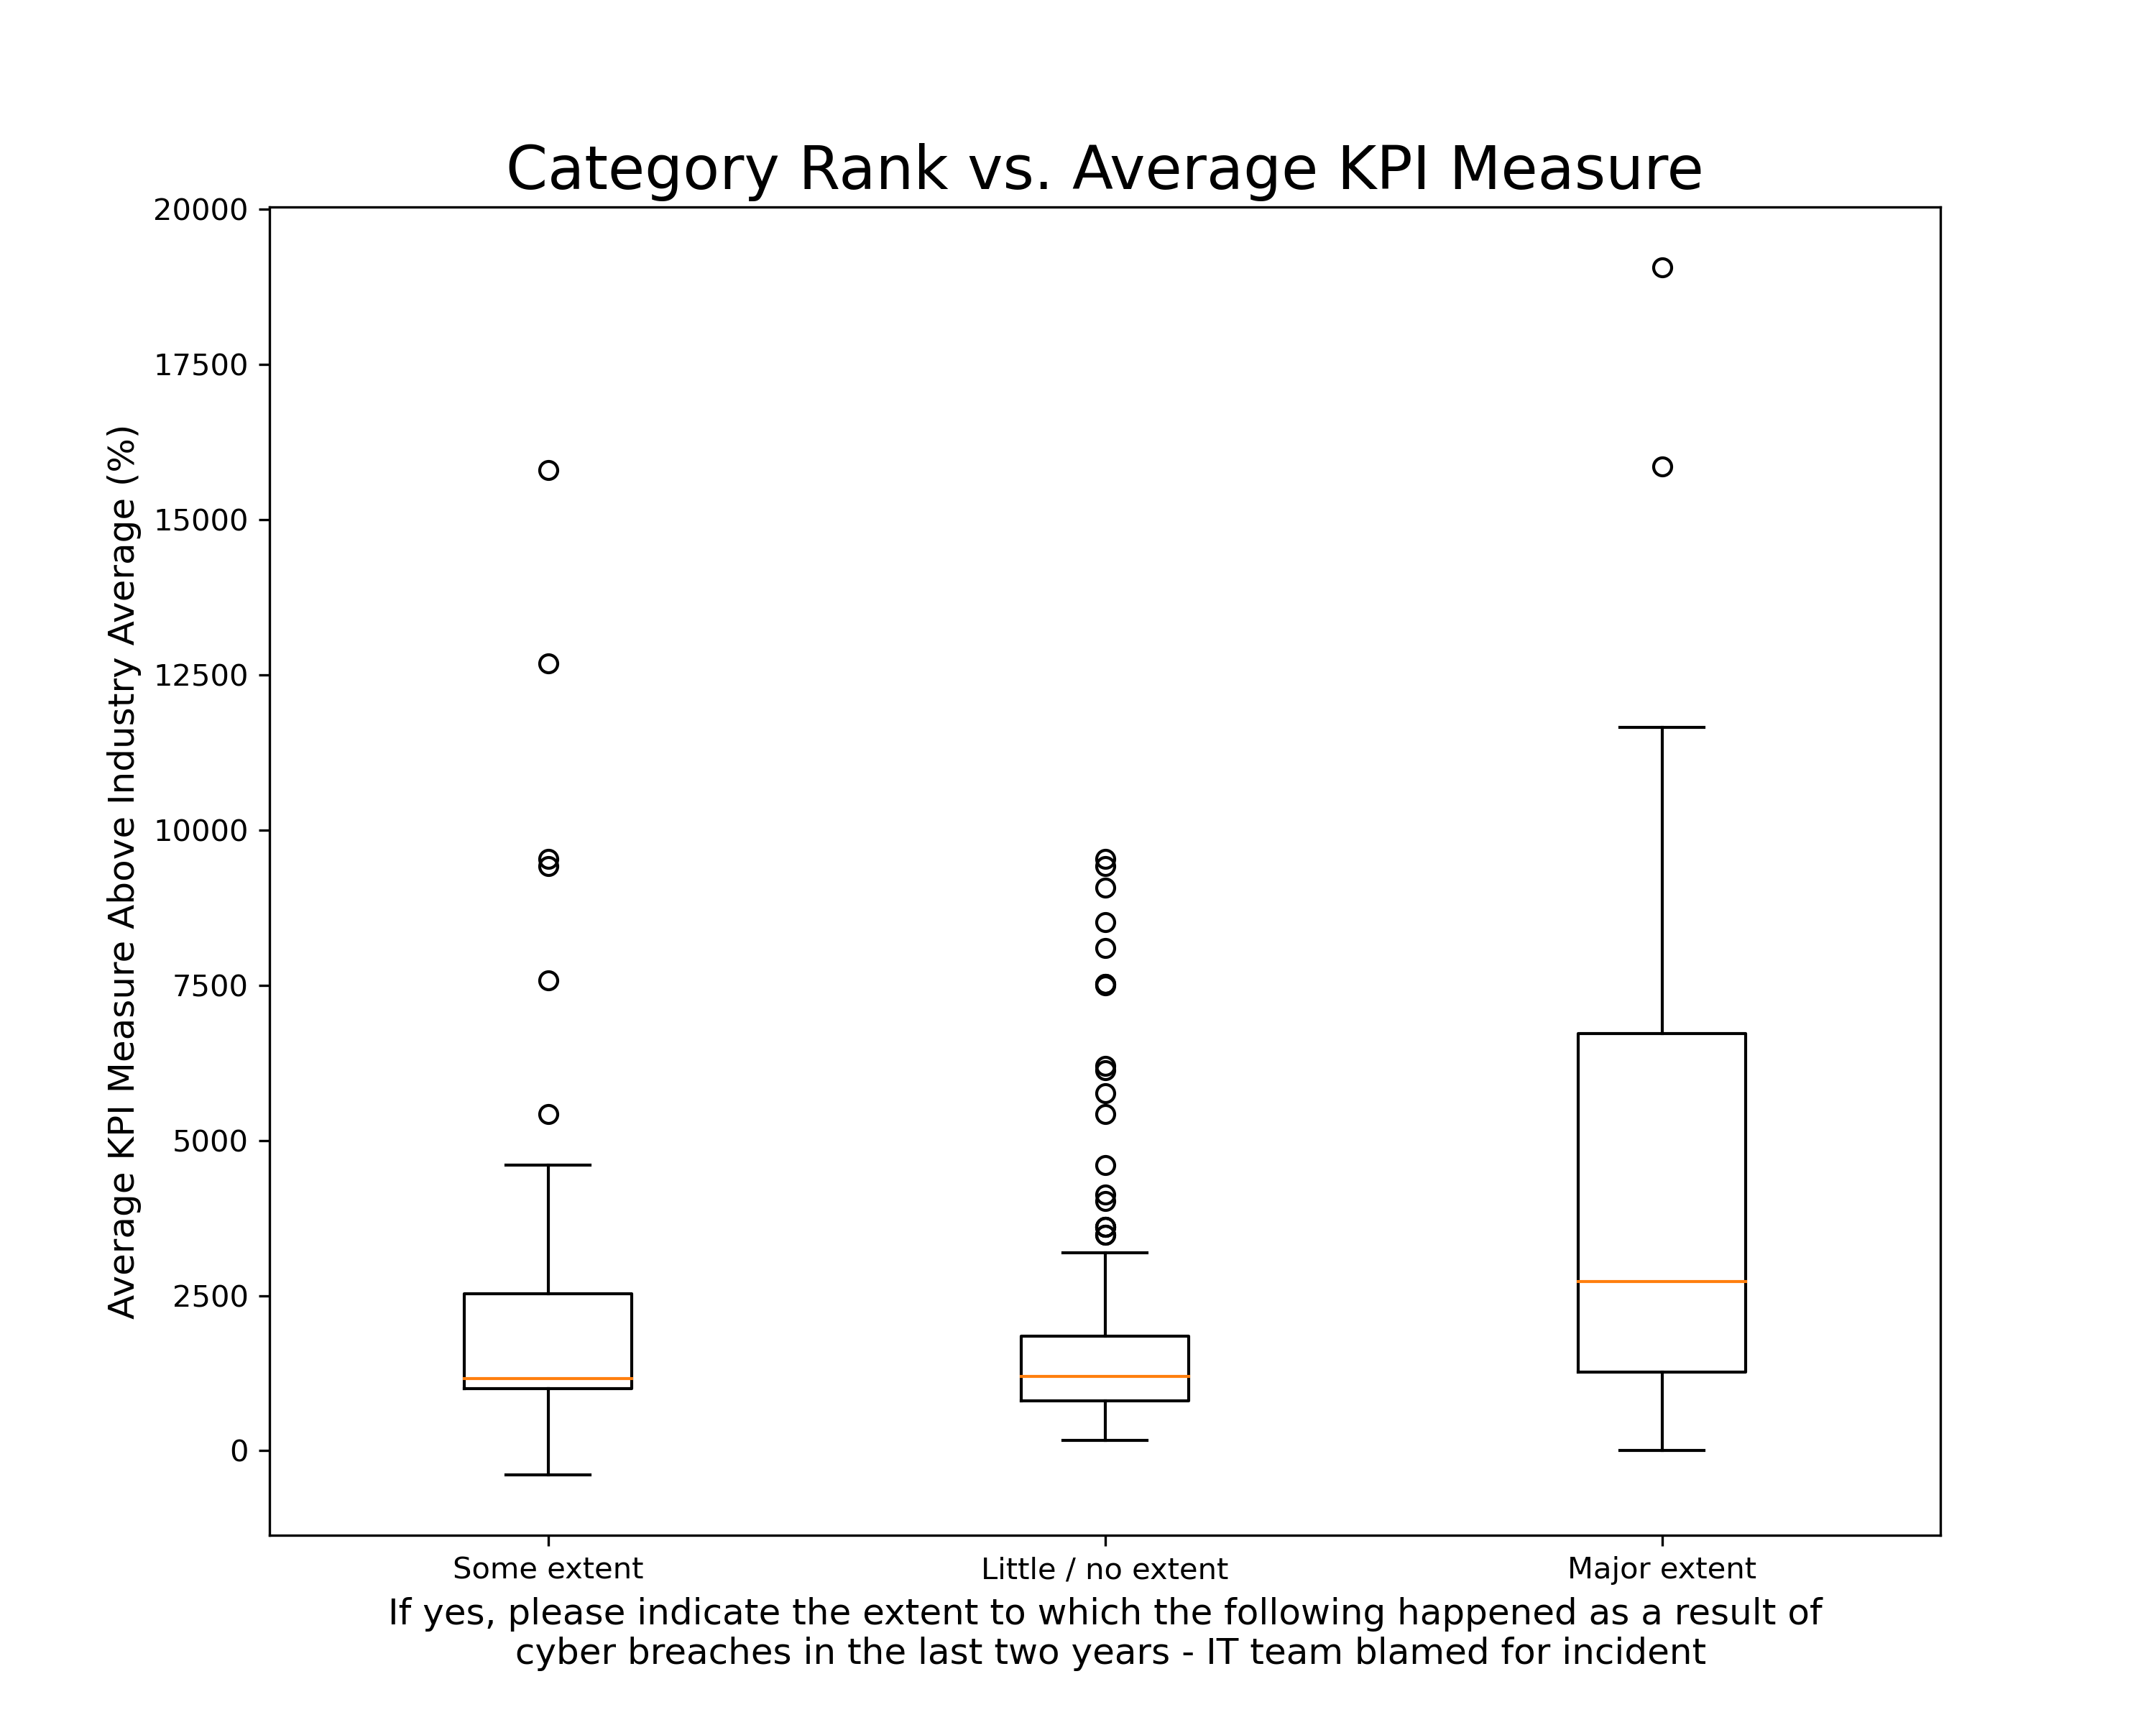 Category Rank vs. Average KPI Measure
Average KPI Measure Above Industry Average (%)
20000
17500
15000
12500
10000
7500
5000
2500
0
Some extent
Little / no extent
Major extent
If yes, please indicate the extent to which the following happened as a result of
cyber breaches in the last two years - IT team blamed for incident